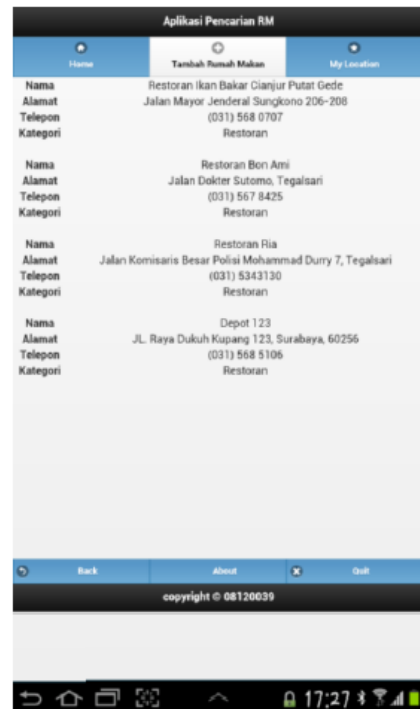 Aplikasi Pencarian RM
Home Tambah Rumah Makan My Location
Nama Restoran Ikan Bakar Cianjur Putat Gede
Alamat Jalan Mayor Jenderal Sungkono 206-208
Telepon (031) 568 0707
Kategori Restoran
Nama Restoran Bon Ami
Alamat Jalan Dokter Sutomo, Tegalsari
Telepon (031) 567 8425
Kategori Restoran
Nama Restoran Ria
Alamat Jalan Komisaris Besar Polisi Mohammad Durry 7, Tegalsari
Telepon (031) 5343130
Kategori Restoran
Nama Depot 123
Alamat JL. Raya Dukuh Kupang 123, Surabaya, 60256
Telepon (031) 568 5106
Kategori Restoran
Back About Quit
copyright © 08120039
17:27